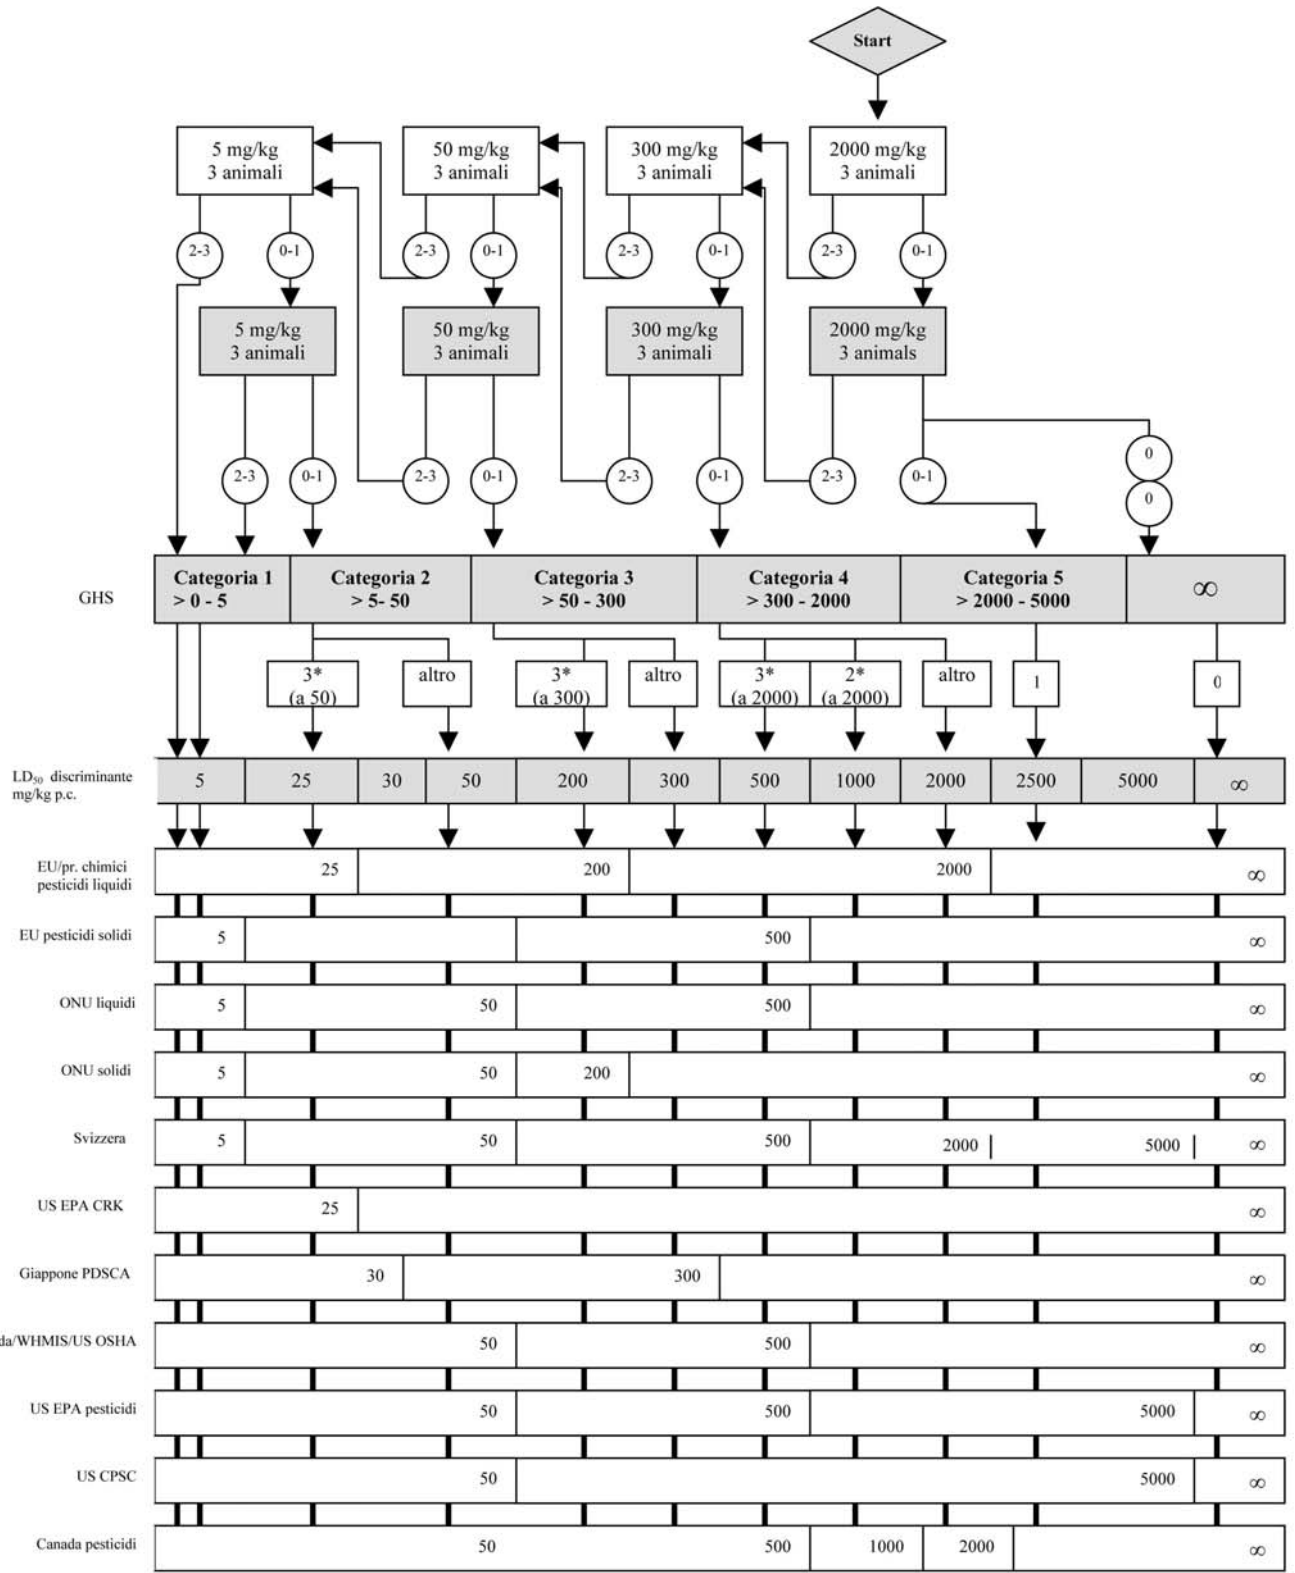 Start
5 mg/kg
3 animali
50 mg/kg
3 animali
300 mg/kg
3 animali
2000 mg/kg
3 animali
2-3
0-1
2-3
0-1
2-3
0-1
2-3
0-1
5 mg/kg
3 animali
50 mg/kg
3 animali
300 mg/kg
3 animali
2000 mg/kg
3 animals
2-3
0-1
2-3
0-1
2-3
0-1
2-3
0-1
0
0
GHS
Categoria 1
> 0 - 5
Categoria 2
> 5- 50
Categoria 3
> 50 - 300
Categoria 4
> 300 - 2000
Categoria 5
> 2000 - 5000
∞
3*
(a 50)
altro
3*
(a 300)
altro
3*
(a 2000)
2*
(a 2000)
altro
1
0
LD₅₀ discriminante
mg/kg p.c.
5 25 30 50 200 300 500 1000 2000 2500 5000 ∞
EU/pr. chimici
pesticidi liquidi
25 200 2000 ∞
EU pesticidi solidi 5 500 ∞
ONU liquidi 5 50 500 ∞
ONU solidi 5 50 200 ∞
Svizzera 5 50 500 2000 5000 ∞
US EPA CRK 25 ∞
Giappone PDSCA 30 300 ∞
da/WHMIS/US OSHA 50 500 ∞
US EPA pesticidi 50 500 5000 ∞
US CPSC 50 5000 ∞
Canada pesticidi 50 500 1000 2000 ∞